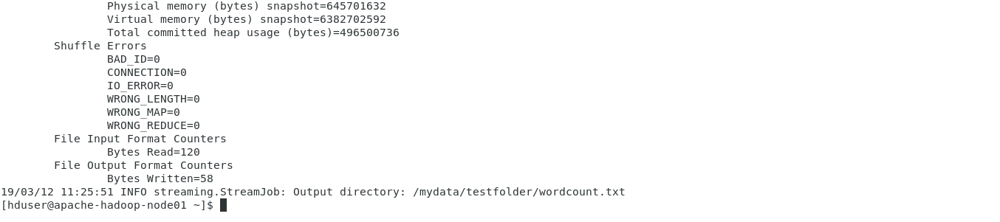 Physical memory (bytes) snapshot=645701632
Virtual memory (bytes) snapshot=6382702592
Total committed heap usage (bytes)=496500736
Shuffle Errors
BAD_ID=0
CONNECTION=0
IO_ERROR=0
WRONG_LENGTH=0
WRONG_MAP=0
WRONG_REDUCE=0
File Input Format Counters
Bytes Read=120
File Output Format Counters
Bytes Written=58
19/03/12 11:25:51 INFO streaming.StreamJob: Output directory: /mydata/testfolder/wordcount.txt
[hduser@apache-hadoop-node01 ~]$